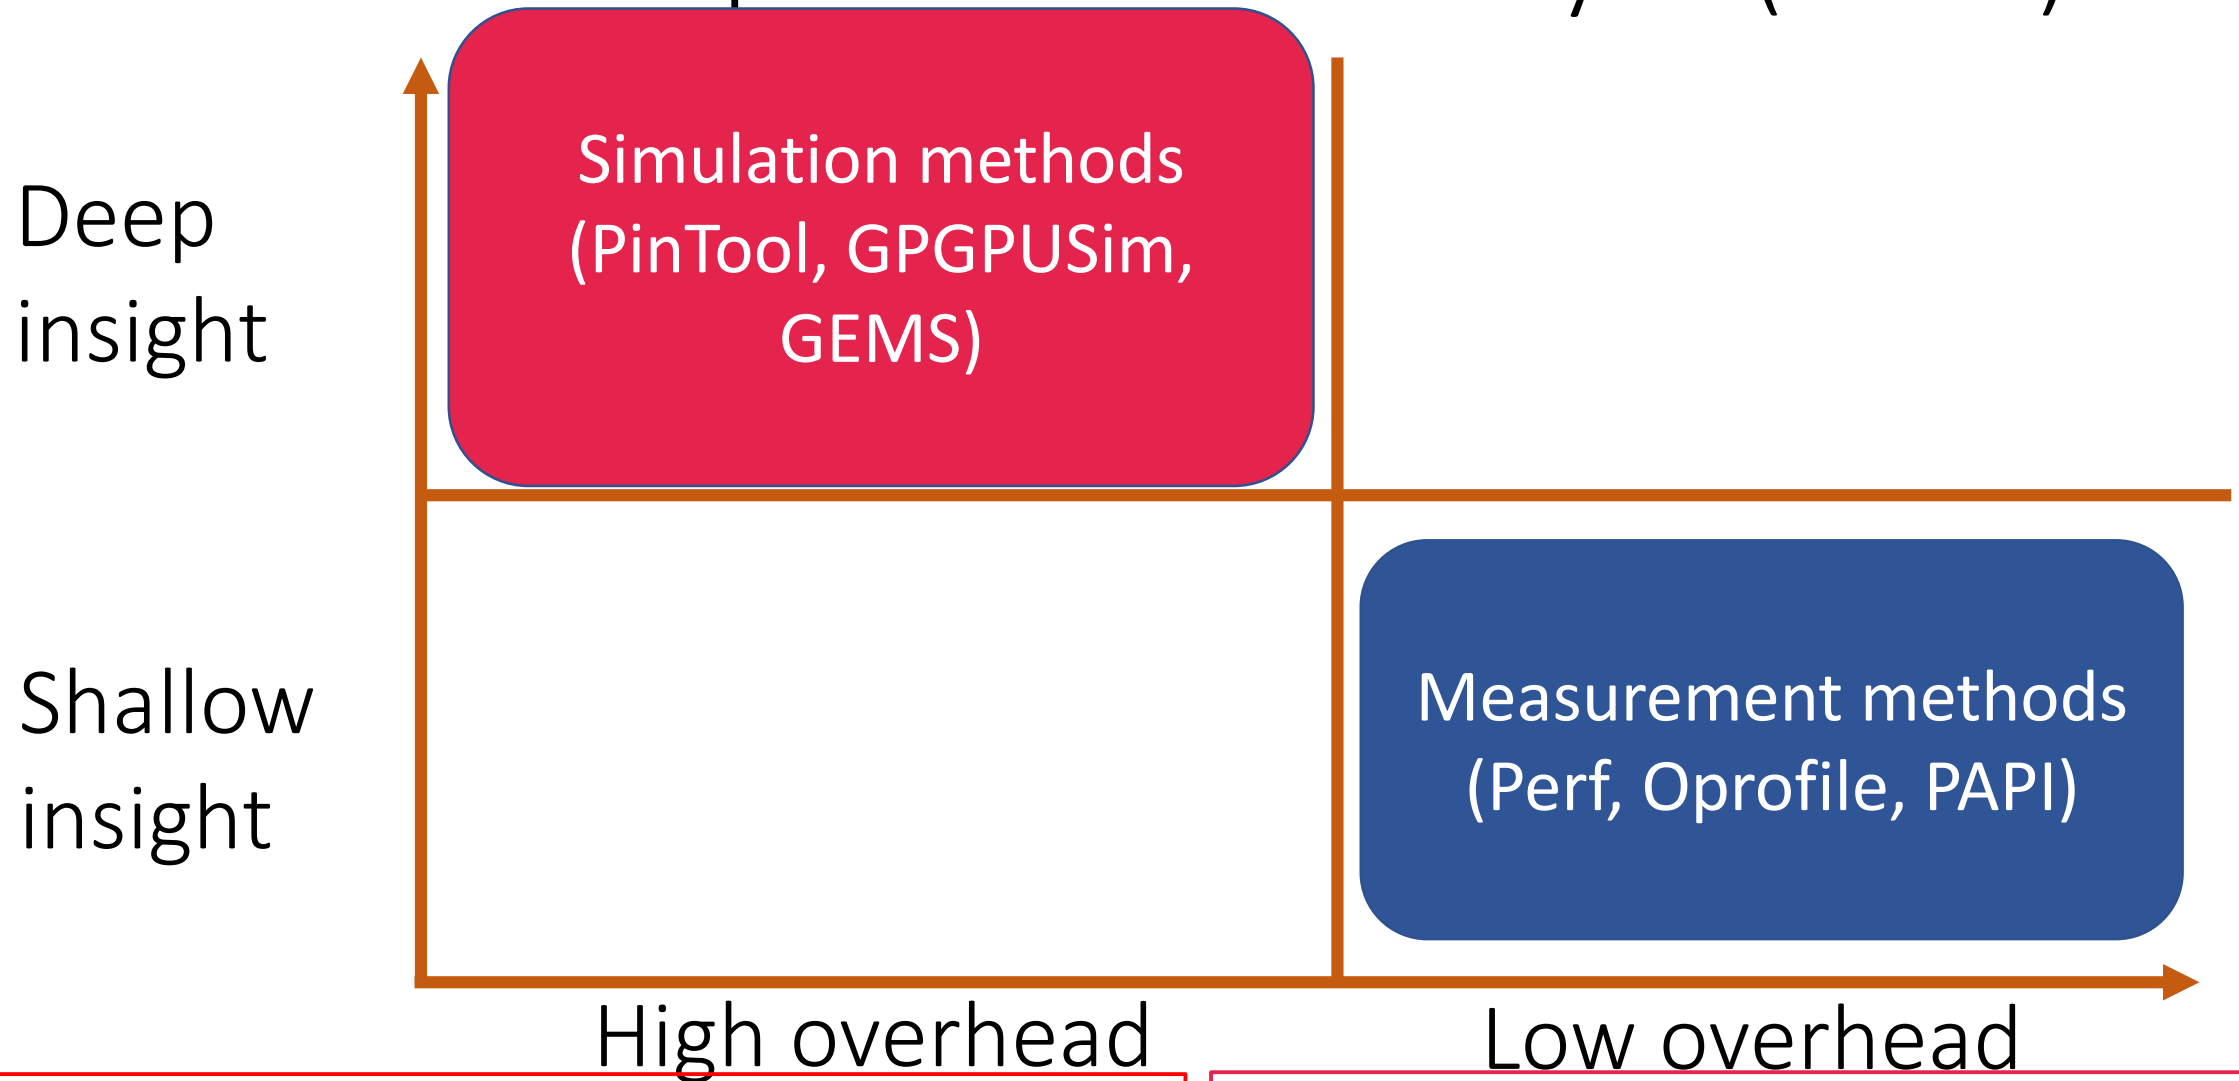 Simulation methods
(PinTool, GPGPUSim,
GEMS)
Deep
insight
Shallow
insight
Measurement methods
(Perf, Oprofile, PAPI)
High overhead
Low overhead